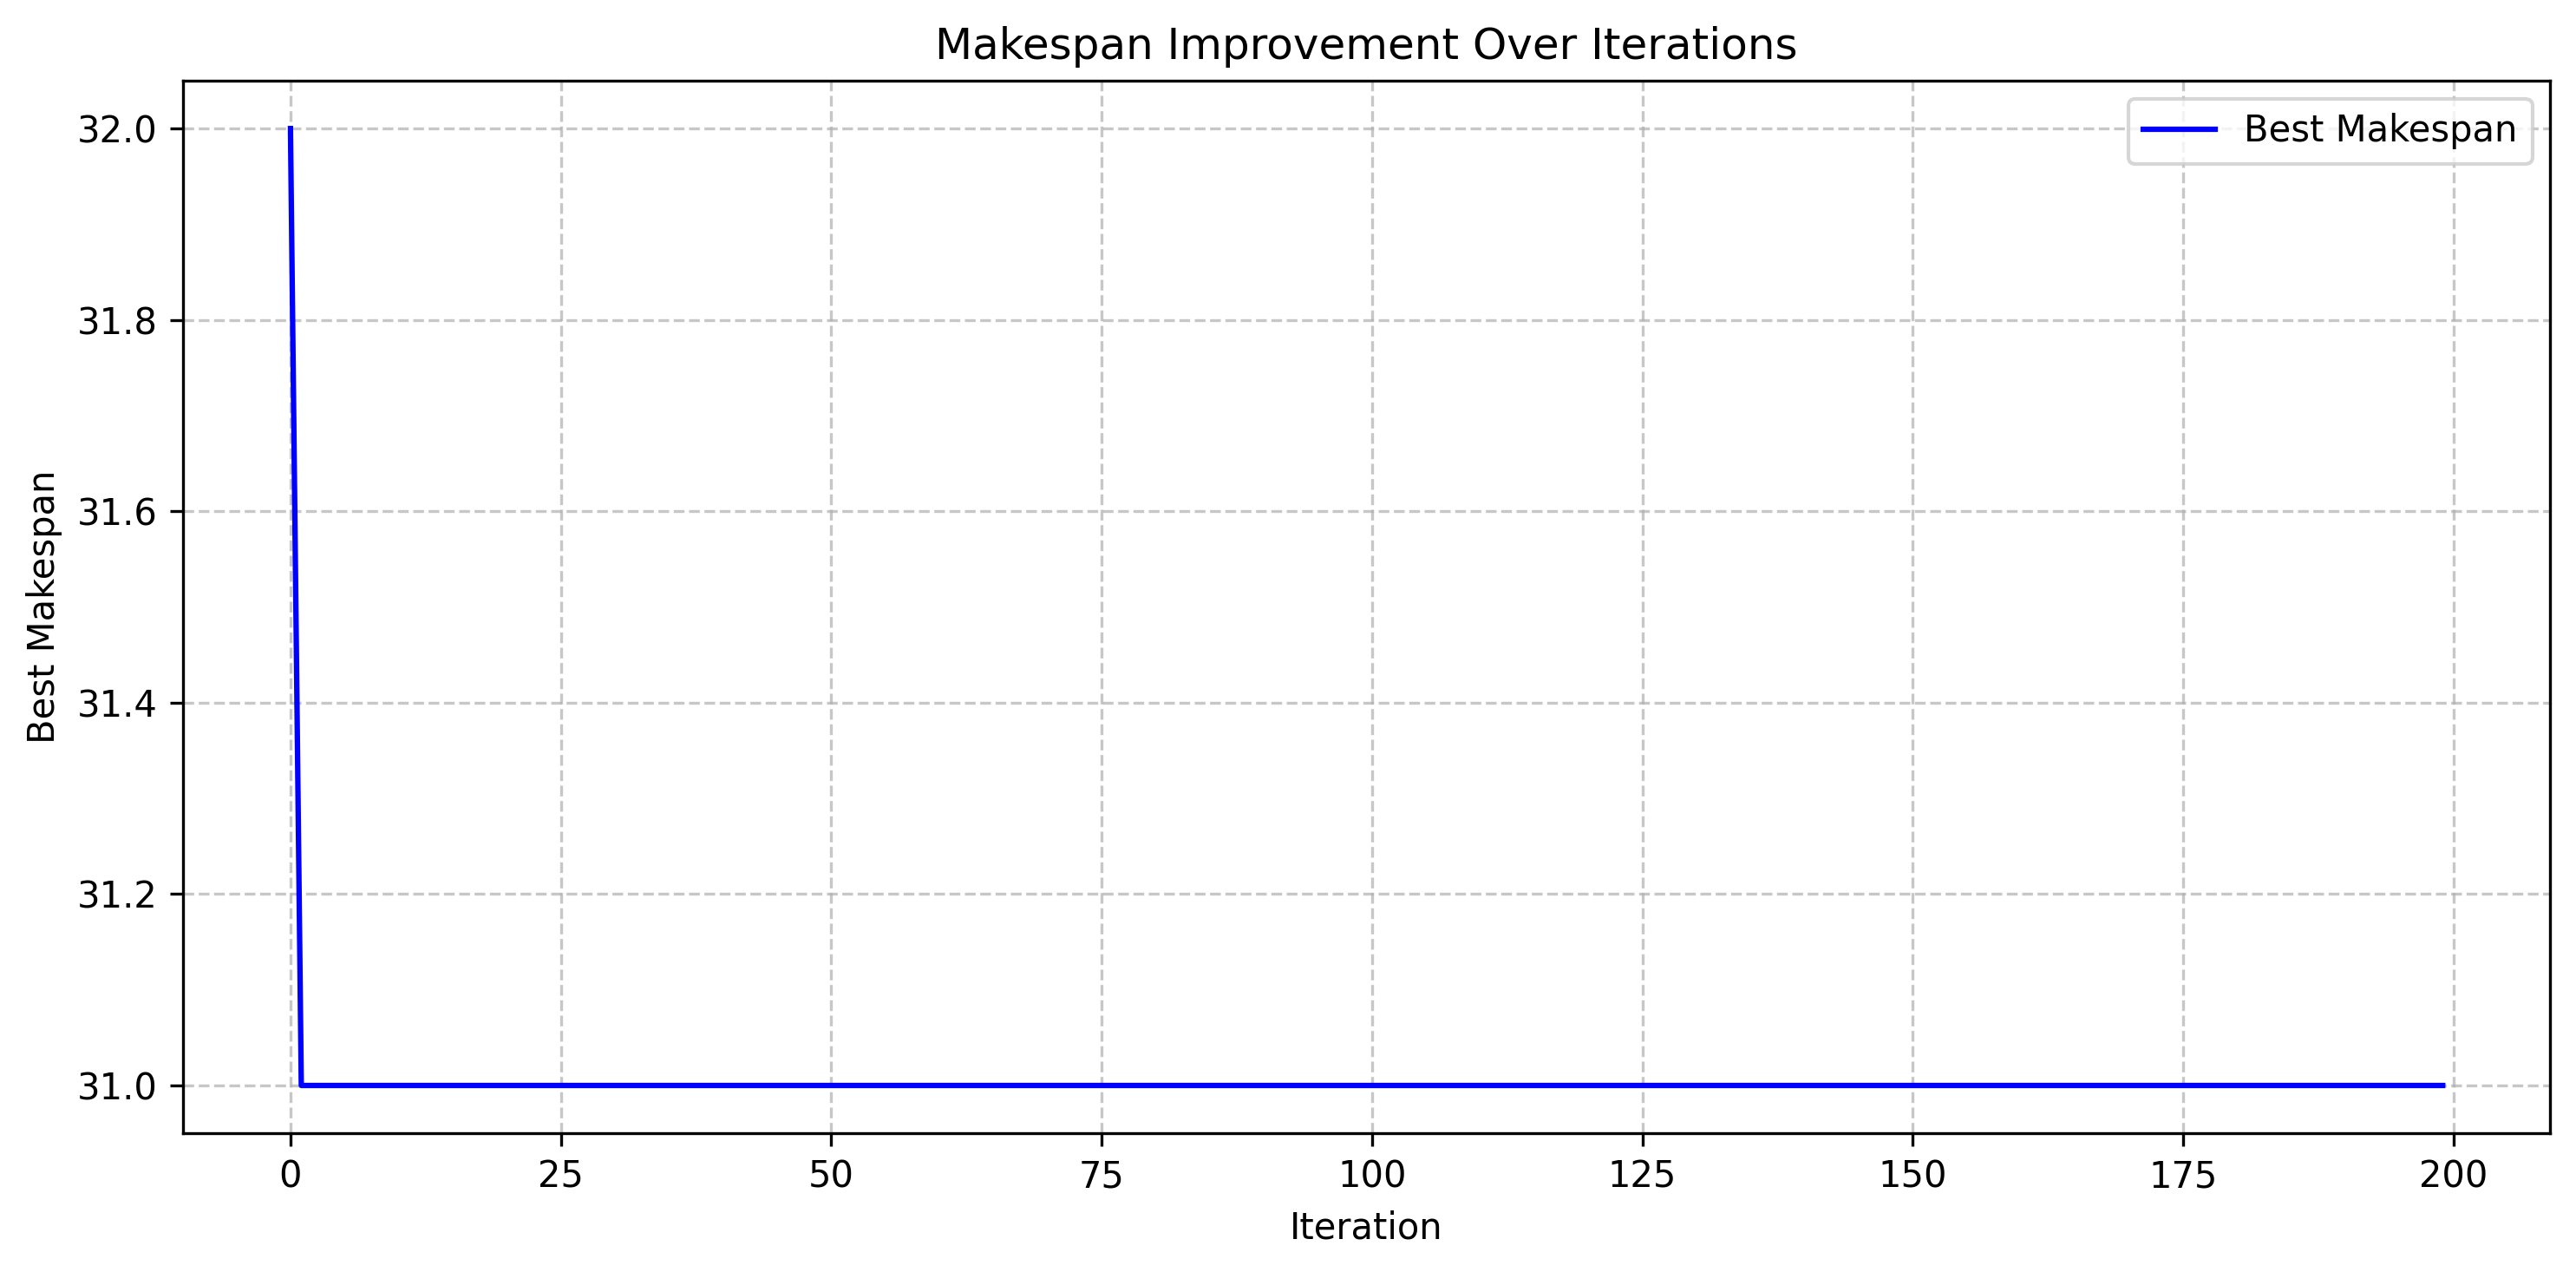 Makespan Improvement Over Iterations
Best Makespan
32.0
31.8
31.6
31.4
31.2
31.0
Best Makespan
0 25 50 75 100 125 150 175 200
Iteration